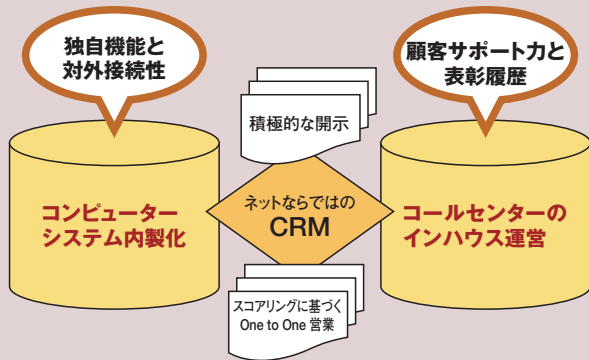 独自機能と
対外接続性
顧客サポート力と
表彰履歴
積極的な開示
コンピューター
システム内製化
ネットならではの
CRM
コールセンターの
インハウス運営
スコアリングに基づく
One to One 営業